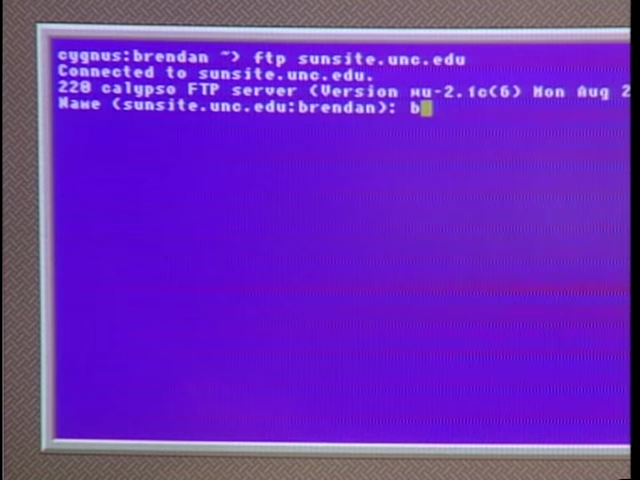 cygnus:brendan ~> ftp sunsite.unc.edu
Connected to sunsite.unc.edu.
220 calypso FTP server (Version wu-2.1c(6) Mon Aug 2
Name (sunsite.unc.edu:brendan): b